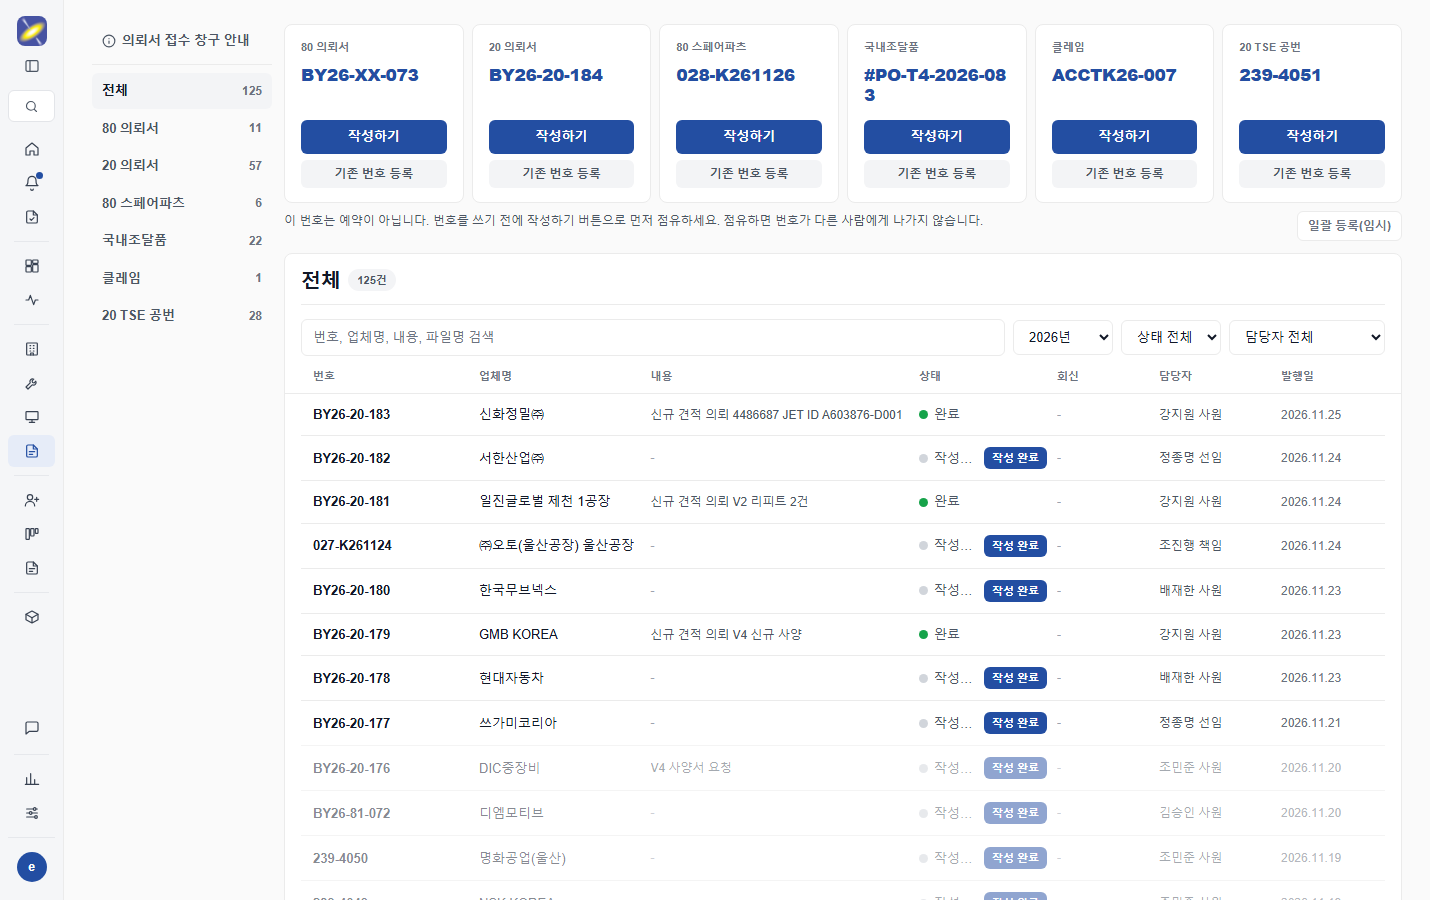 의뢰서 접수 창구 안내
전체 125
80 의뢰서 11
20 의뢰서 57
80 스페어파츠 6
국내조달품 22
클레임 1
20 TSE 공번 28
80 의뢰서
BY26-XX-073
작성하기
기존 번호 등록
20 의뢰서
BY26-20-184
작성하기
기존 번호 등록
80 스페어파츠
028-K261126
작성하기
기존 번호 등록
국내조달품
#PO-T4-2026-08
3
작성하기
기존 번호 등록
클레임
ACCTK26-007
작성하기
기존 번호 등록
20 TSE 공번
239-4051
작성하기
기존 번호 등록
이 번호는 예약이 아닙니다. 번호를 쓰기 전에 작성하기 버튼으로 먼저 점유하세요. 점유하면 번호가 다른 사람에게 나가지 않습니다.
일괄 등록(임시)
전체 125건
번호, 업체명, 내용, 파일명 검색
2026년 상태 전체 담당자 전체
번호 업체명 내용 상태 회신 담당자 발행일
BY26-20-183 신화정밀㈜ 신규 견적 의뢰 4486687 JET ID A603876-D001 완료 - 강지원 사원 2026.11.25
BY26-20-182 서한산업㈜ - 작성... 작성 완료 - 정종명 선임 2026.11.24
BY26-20-181 일진글로벌 제천 1공장 신규 견적 의뢰 V2 리피트 2건 완료 - 강지원 사원 2026.11.24
027-K261124 ㈜오토(울산공장) 울산공장 - 작성... 작성 완료 - 조진행 책임 2026.11.24
BY26-20-180 한국무브넥스 - 작성... 작성 완료 - 배재한 사원 2026.11.23
BY26-20-179 GMB KOREA 신규 견적 의뢰 V4 신규 사양 완료 - 강지원 사원 2026.11.23
BY26-20-178 현대자동차 - 작성... 작성 완료 - 배재한 사원 2026.11.23
BY26-20-177 쓰가미코리아 - 작성... 작성 완료 - 정종명 선임 2026.11.21
BY26-20-176 DIC중장비 V4 사양서 요청 작성... 작성 완료 - 조민준 사원 2026.11.20
BY26-81-072 디엠모티브 - 작성... 작성 완료 - 김승인 사원 2026.11.20
239-4050 명화공업(울산) - 작성... 작성 완료 - 조민준 사원 2026.11.19
e